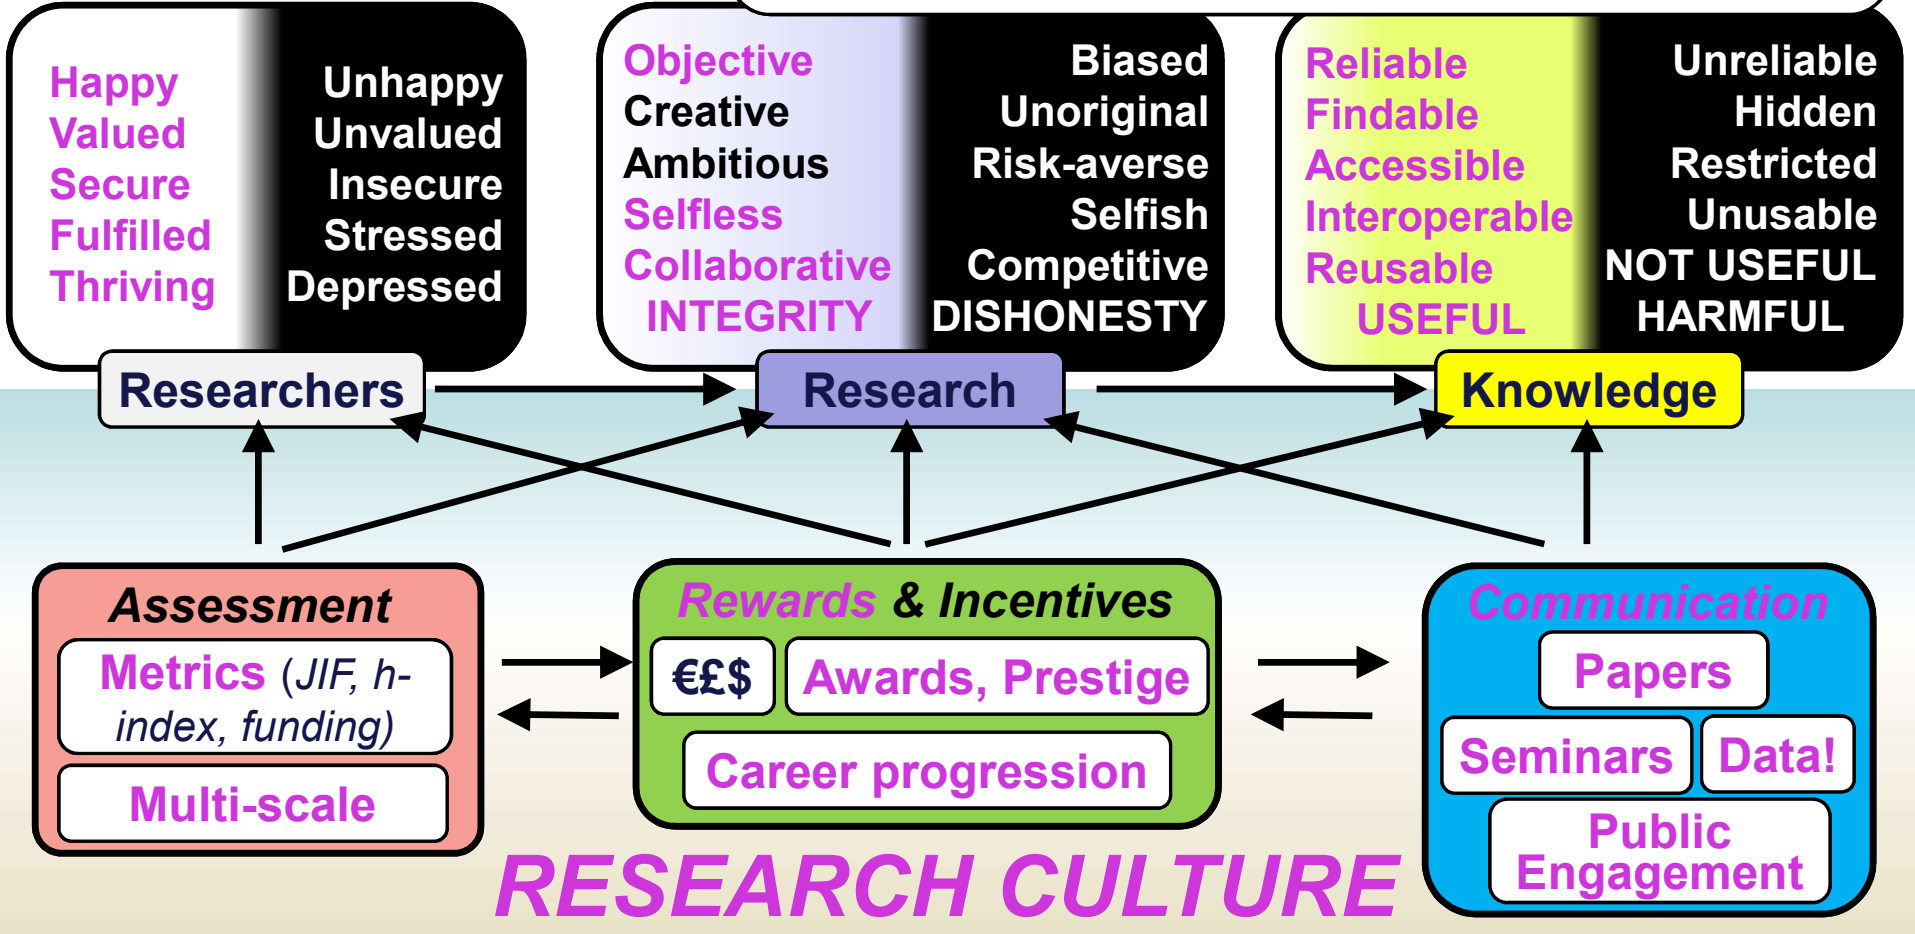 Happy
Valued
Secure
Fulfilled
Thriving
Unhappy
Unvalued
Insecure
Stressed
Depressed
Researchers
Objective
Creative
Ambitious
Selfless
Collaborative
INTEGRITY
Biased
Unoriginal
Risk-averse
Selfish
Competitive
DISHONESTY
Research
Reliable
Findable
Accessible
Interoperable
Reusable
USEFUL
Unreliable
Hidden
Restricted
Unusable
NOT USEFUL
HARMFUL
Knowledge
Assessment
Metrics (JIF, h-
index, funding)
Multi-scale
Rewards & Incentives
€£$
Awards, Prestige
Career progression
Communication
Papers
Seminars
Data!
Public
Engagement
RESEARCH CULTURE